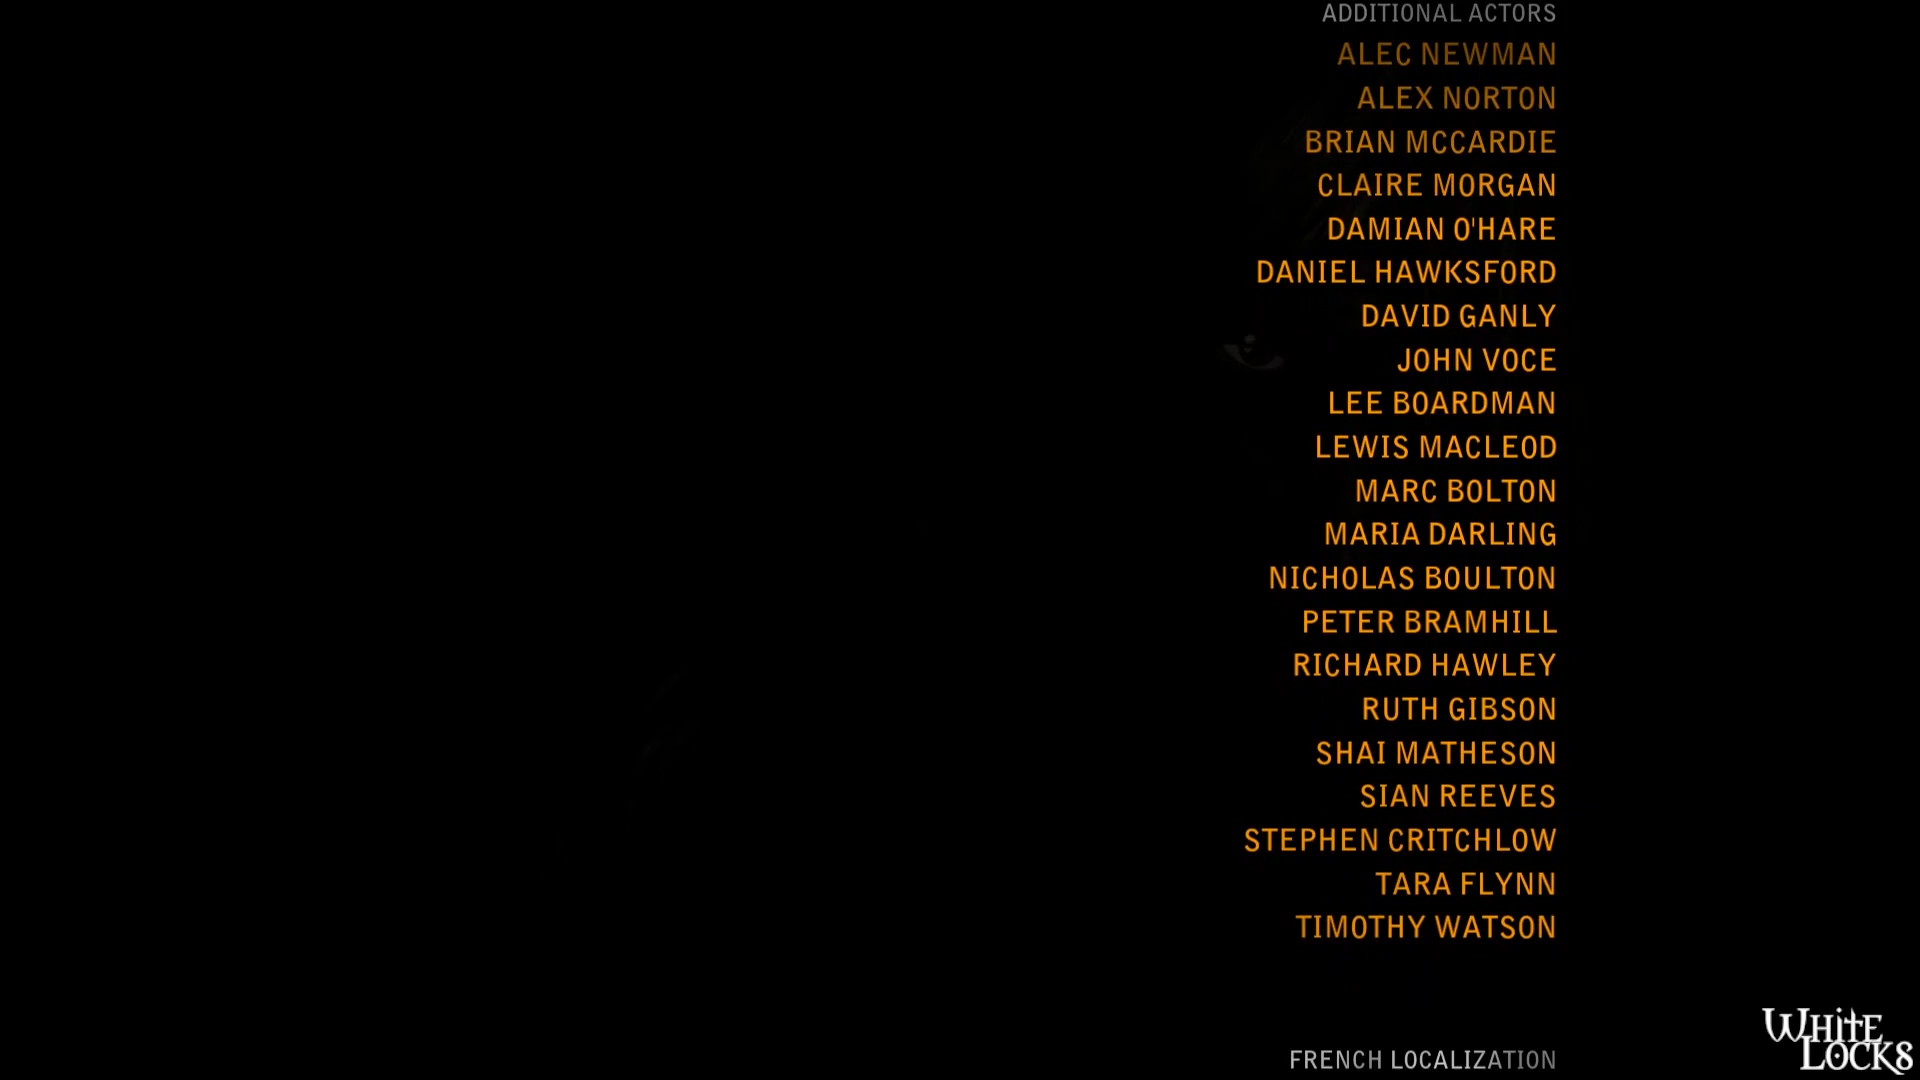 ADDITIONAL ACTORS
ALEC NEWMAN
ALEX NORTON
BRIAN MCCARDIE
CLAIRE MORGAN
DAMIAN O'HARE
DANIEL HAWKSFORD
DAVID GANLY
JOHN VOCE
LEE BOARDMAN
LEWIS MACLEOD
MARC BOLTON
MARIA DARLING
NICHOLAS BOULTON
PETER BRAMHILL
RICHARD HAWLEY
RUTH GIBSON
SHAI MATHESON
SIAN REEVES
STEPHEN CRITCHLOW
TARA FLYNN
TIMOTHY WATSON
FRENCH LOCALIZATION
WHITE
LOCKS